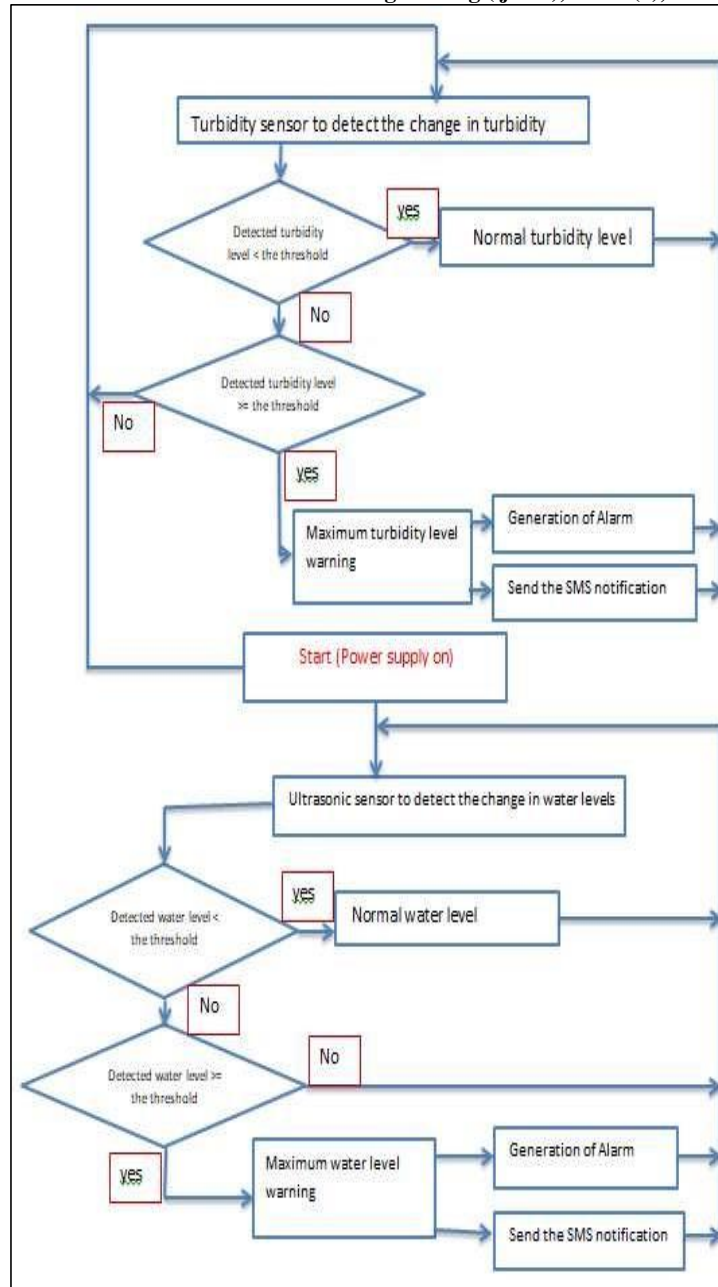 Turbidity sensor to detect the change in turbidity
yes
Detected turbidity
level < the threshold
Normal turbidity level
No
Detected turbidity level
>= the threshold
No
yes
Maximum turbidity level
warning
Generation of Alarm
Send the SMS notification
Start (Power supply on)
Ultrasonic sensor to detect the change in water levels
yes
Detected water level <
the threshold
Normal water level
No
No
Detected water level >=
the threshold
yes
Maximum water level
warning
Generation of Alarm
Send the SMS notification